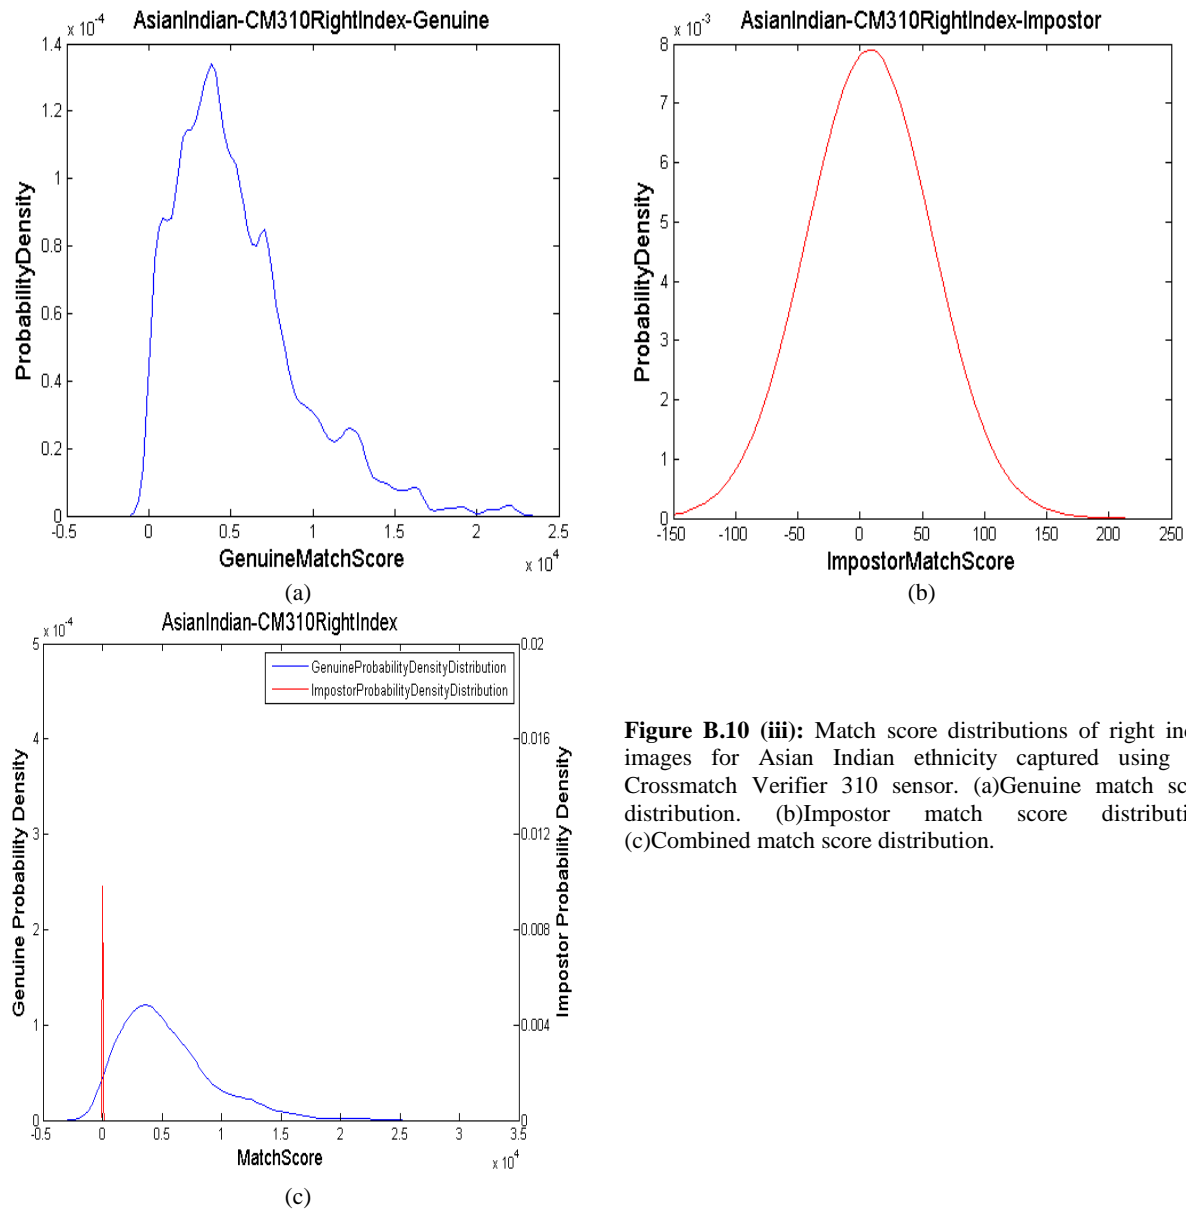 AsianIndian-CM310RightIndex-Genuine
x 10^-4
1.4
1.2
1
0.8
0.6
0.4
0.2
0
ProbabilityDensity
-0.5 0 0.5 1 1.5 2 2.5
x 10^4
GenuineMatchScore
(a)
AsianIndian-CM310RightIndex-Impostor
x 10^-3
8
7
6
5
4
3
2
1
0
ProbabilityDensity
-150 -100 -50 0 50 100 150 200 250
ImpostorMatchScore
(b)
AsianIndian-CM310RightIndex
x 10^-4
5
4
3
2
1
0
Genuine Probability Density
GenuineProbabilityDensityDistribution
ImpostorProbabilityDensityDistribution
0.02
0.016
0.012
0.008
0.004
0
Impostor Probability Density
-0.5 0 0.5 1 1.5 2 2.5 3 3.5
x 10^4
MatchScore
(c)
Figure B.10 (iii): Match score distributions of right in
images for Asian Indian ethnicity captured using
Crossmatch Verifier 310 sensor. (a)Genuine match sc
distribution. (b)Impostor match score distributi
(c)Combined match score distribution.